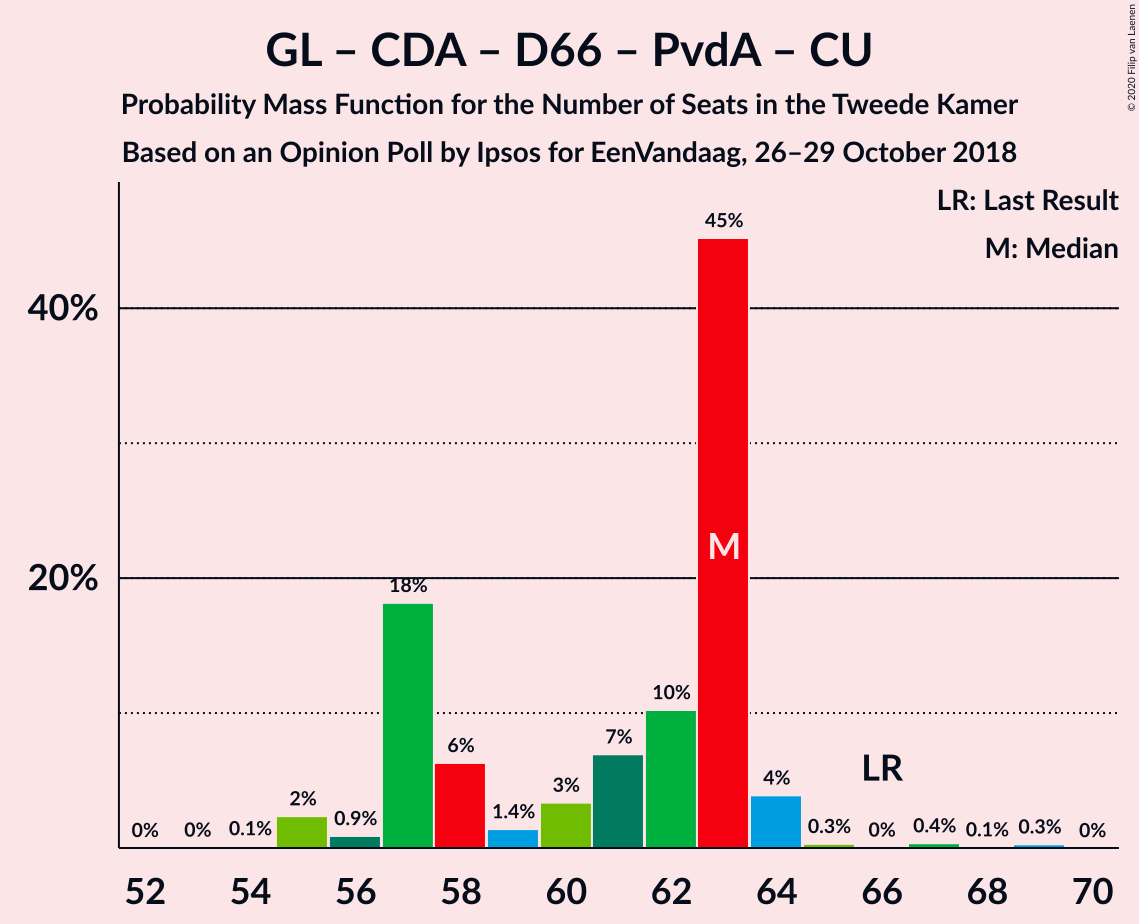 GL – CDA – D66 – PvdA – CU
Probability Mass Function for the Number of Seats in the Tweede Kamer
Based on an Opinion Poll by Ipsos for EenVandaag, 26–29 October 2018
© 2020 Filip van Laenen
LR: Last Result
M: Median
40%
20%
0% 0% 0.1% 2% 0.9% 18% 6% 1.4% 3% 7% 10% 45% 4% 0.3% 0% 0.4% 0.1% 0.3% 0%
M
LR
52 54 56 58 60 62 64 66 68 70